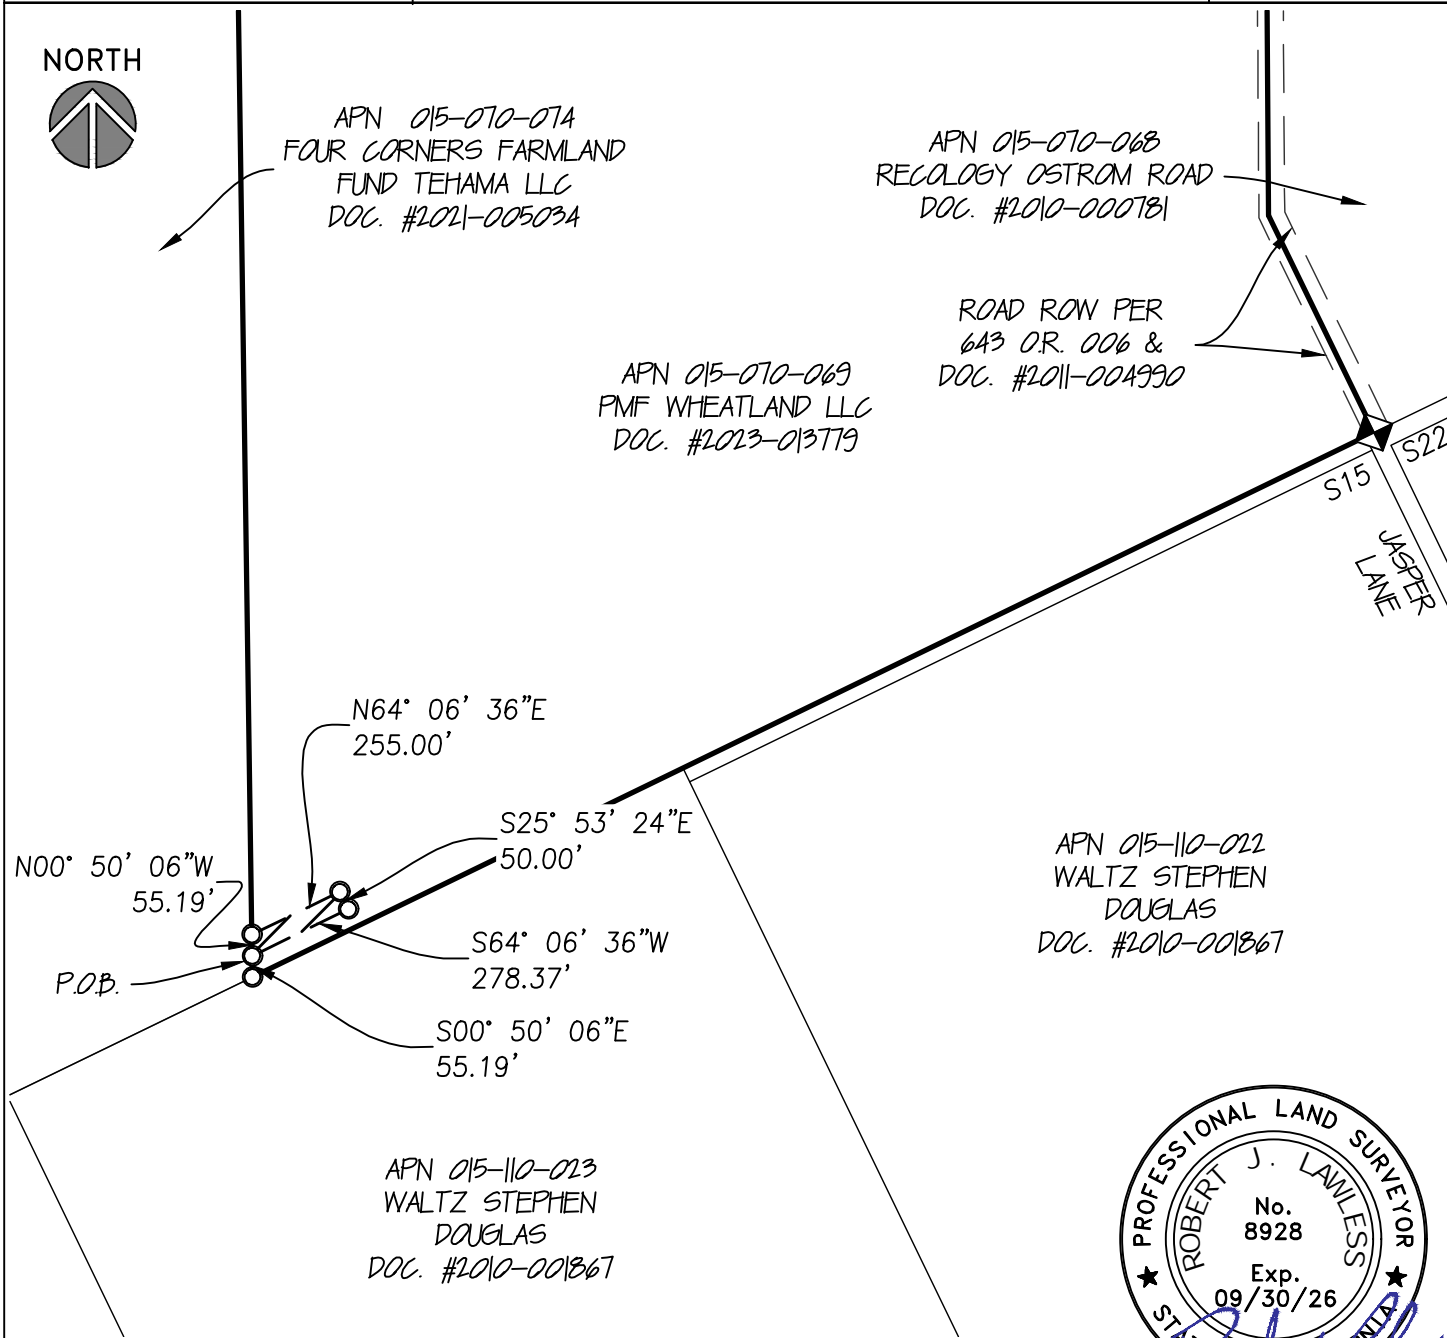 NORTH
APN 015-070-074
FOUR CORNERS FARMLAND
FUND TEHAMA LLC
DOC. #2021-005034
APN 015-070-068
RECOLOGY OSTROM ROAD
DOC. #2010-000781
ROAD ROW PER
643 O.R. 006 &
DOC. #2011-004990
APN 015-070-069
PMF WHEATLAND LLC
DOC. #2023-013779
S22
S15
JASPER
LANE
N64° 06' 36"E
255.00'
S25° 53' 24"E
50.00'
N00° 50' 06"W
55.19'
S64° 06' 36"W
278.37'
P.O.B.
S00° 50' 06"E
55.19'
APN 015-110-022
WALTZ STEPHEN
DOUGLAS
DOC. #2010-001867
APN 015-110-023
WALTZ STEPHEN
DOUGLAS
DOC. #2010-001867
PROFESSIONAL LAND SURVEYOR
ROBERT J. LAWLESS
No.
8928
Exp.
09/30/26